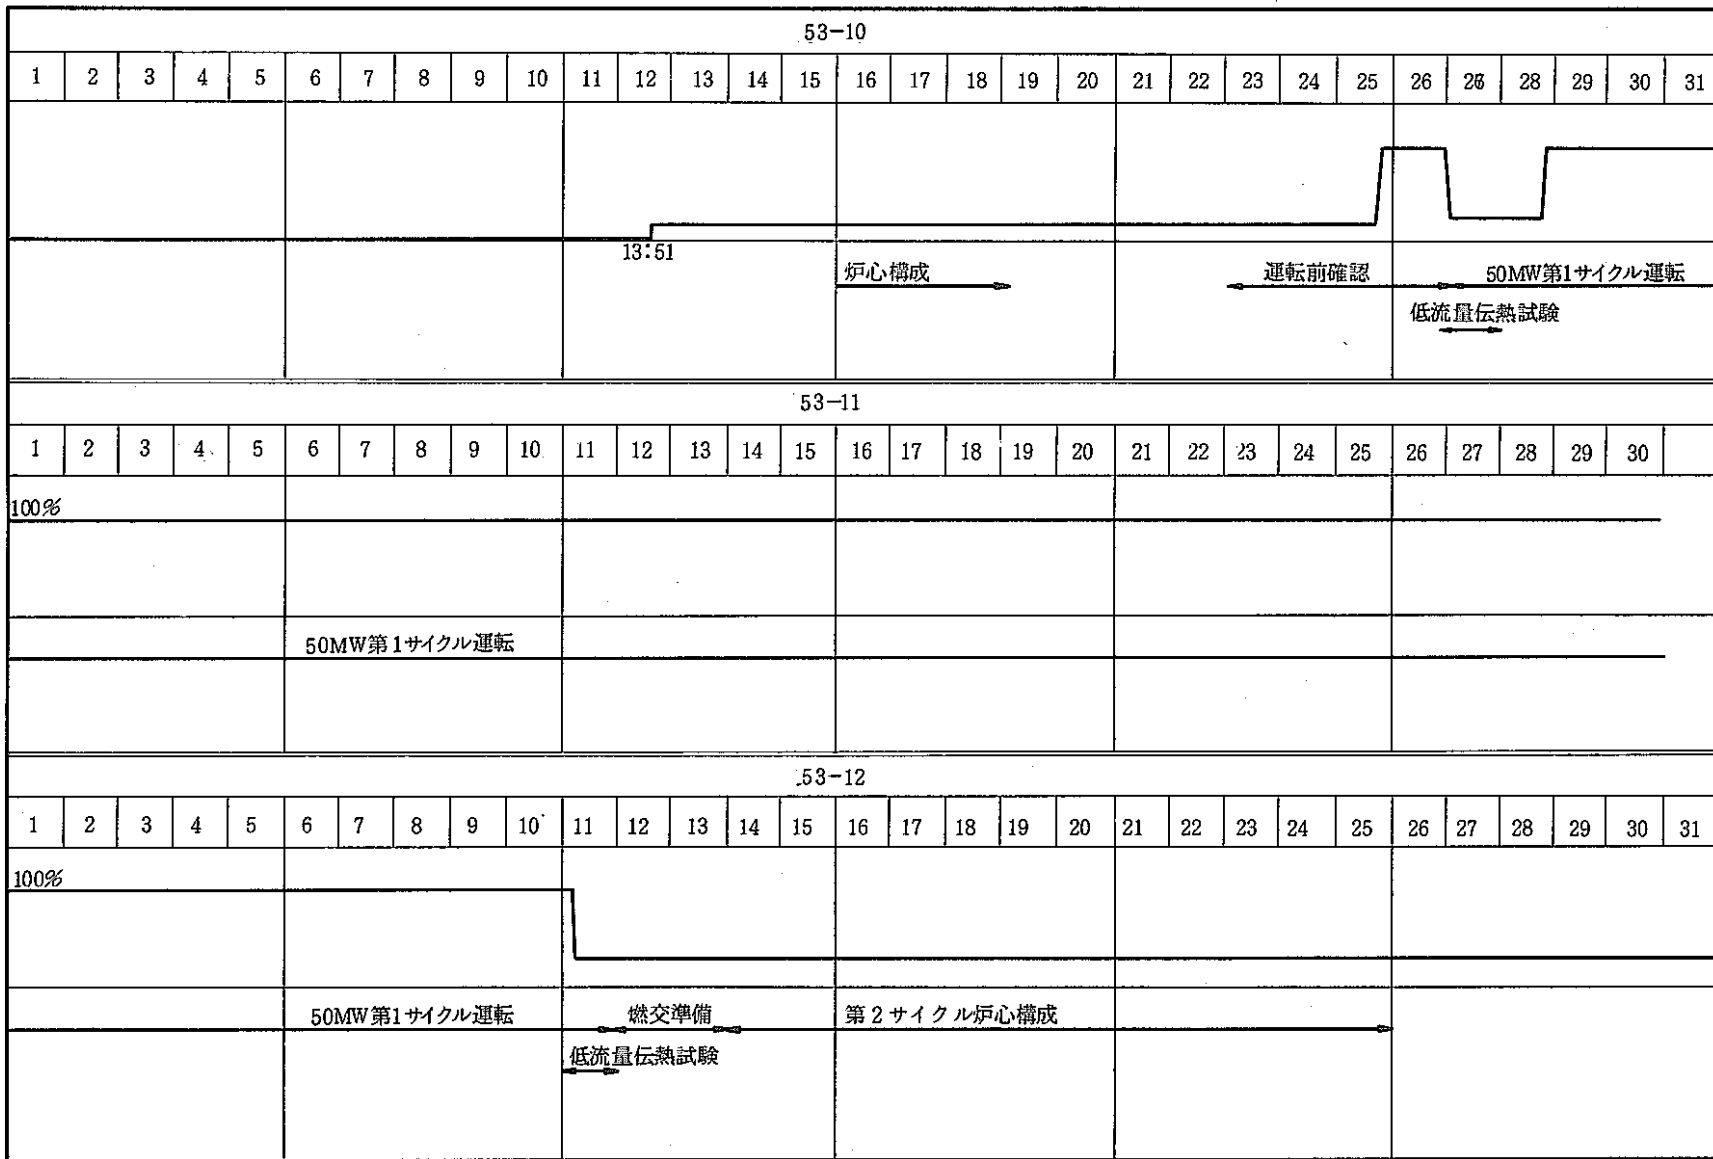 53-10
1 2 3 4 5 6 7 8 9 10 11 12 13 14 15 16 17 18 19 20 21 22 23 24 25 26 26 28 29 30 31
13:51
炉心構成 運転前確認 50MW第1サイクル運転
低流量伝熱試験
53-11
1 2 3 4 5 6 7 8 9 10 11 12 13 14 15 16 17 18 19 20 21 22 23 24 25 26 27 28 29 30
100%
50MW第1サイクル運転
53-12
1 2 3 4 5 6 7 8 9 10 11 12 13 14 15 16 17 18 19 20 21 22 23 24 25 26 27 28 29 30 31
100%
50MW第1サイクル運転 燃交準備 第2サイクル炉心構成
低流量伝熱試験